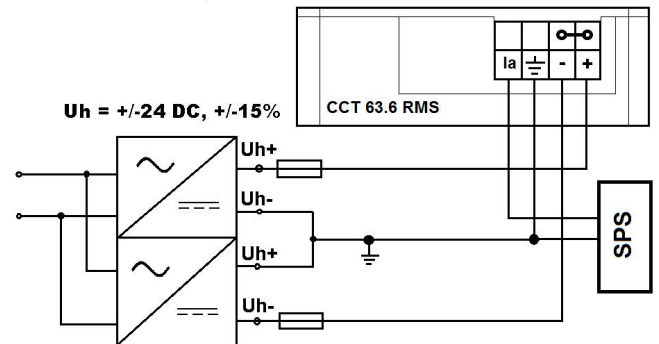 Ia - +
CCT 63.6 RMS
Uh = +/-24 DC, +/-15%
Uh+
Uh-
Uh+
Uh-
SPS